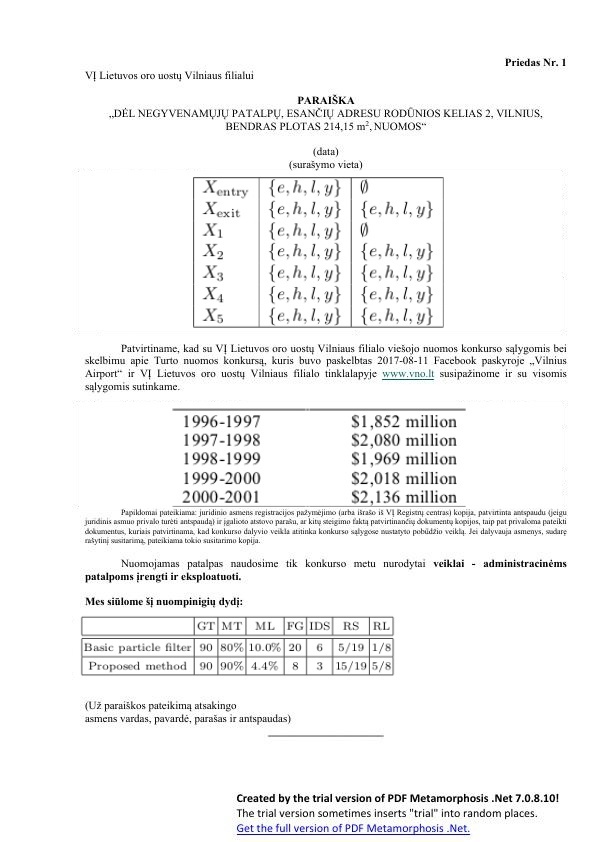 Priedas Nr. 1
VĮ Lietuvos oro uostų Vilniaus filialui
PARAIŠKA
„DĖL NEGYVENAMŲJŲ PATALPŲ, ESANČIŲ ADRESU RODŪNIOS KELIAS 2, VILNIUS,
BENDRAS PLOTAS 214,15 m², NUOMOS“
(data)
(surašymo vieta)
X_entry {e, h, l, y} ∅
X_exit {e, h, l, y} {e, h, l, y}
X_1 {e, h, l, y} ∅
X_2 {e, h, l, y} {e, h, l, y}
X_3 {e, h, l, y} {e, h, l, y}
X_4 {e, h, l, y} {e, h, l, y}
X_5 {e, h, l, y} {e, h, l, y}
Patvirtiname, kad su VĮ Lietuvos oro uostų Vilniaus filialo viešojo nuomos konkurso sąlygomis bei
skelbimu apie Turto nuomos konkursą, kuris buvo paskelbtas 2017-08-11 Facebook paskyroje „Vilnius
Airport“ ir VĮ Lietuvos oro uostų Vilniaus filialo tinklalapyje www.vno.lt susipažinome ir su visomis
sąlygomis sutinkame.
1996-1997 $1,852 million
1997-1998 $2,080 million
1998-1999 $1,969 million
1999-2000 $2,018 million
2000-2001 $2,136 million
Papildomai pateikiama: juridinio asmens registracijos pažymėjimo (arba išrašo iš VĮ Registrų centras) kopija, patvirtinta antspaudu (jeigu
juridinis asmuo privalo turėti antspaudą) ir įgalioto atstovo parašu, ar kitų steigimo faktą patvirtinančių dokumentų kopijos, taip pat privaloma pateikti
dokumentus, kuriais patvirtinama, kad konkurso dalyvio veikla atitinka konkurso sąlygose nustatyto pobūdžio veiklą. Jei dalyvauja asmenys, sudarę
rašytinį susitarimą, pateikiama tokio susitarimo kopija.
Nuomojamas patalpas naudosime tik konkurso metu nurodytai veiklai - administracinėms
patalpoms įrengti ir eksploatuoti.
Mes siūlome šį nuompinigių dydį:
GT MT ML FG IDS RS RL
Basic particle filter 90 80% 10.0% 20 6 5/19 1/8
Proposed method 90 90% 4.4% 8 3 15/19 5/8
(Už paraiškos pateikimą atsakingo
asmens vardas, pavardė, parašas ir antspaudas)
Created by the trial version of PDF Metamorphosis .Net 7.0.8.10!
The trial version sometimes inserts "trial" into random places.
Get the full version of PDF Metamorphosis .Net.